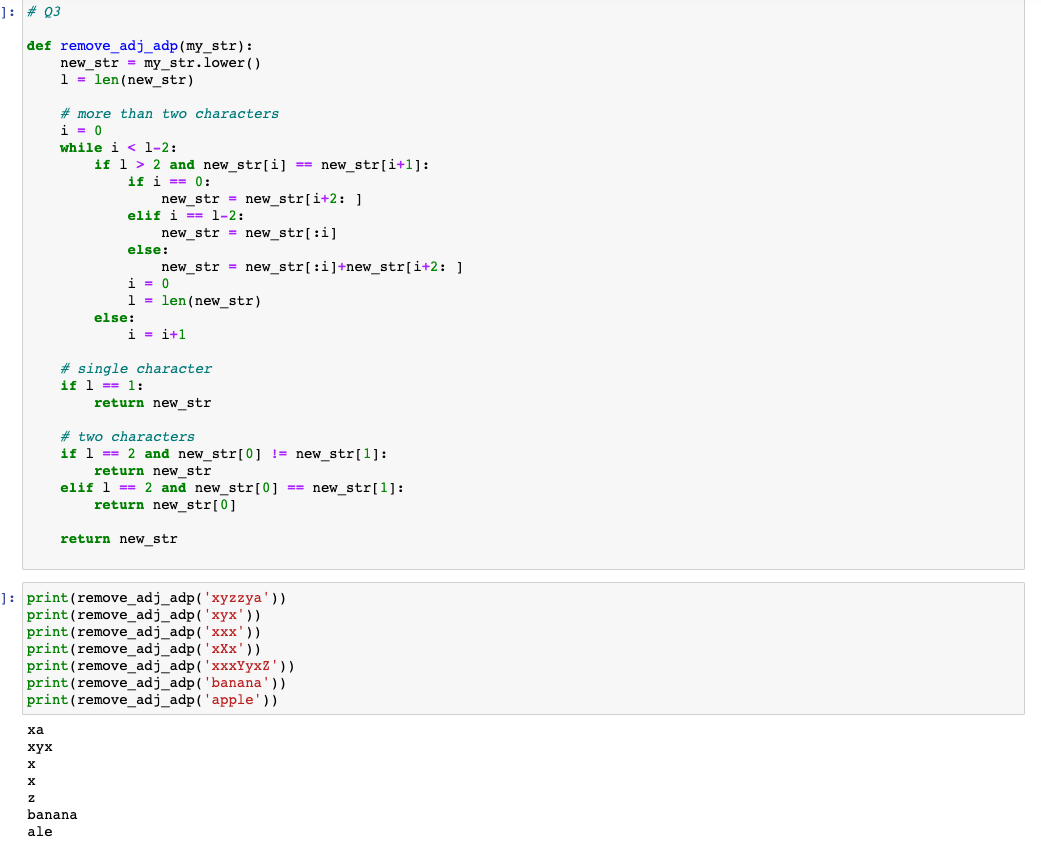 ]: # Q3
def remove_adj_adp(my_str):
    new_str = my_str.lower()
    l = len(new_str)
    # more than two characters
    i = 0
    while i < l-2:
        if l > 2 and new_str[i] == new_str[i+1]:
            if i == 0:
                new_str = new_str[i+2: ]
            elif i == l-2:
                new_str = new_str[:i]
            else:
                new_str = new_str[:i]+new_str[i+2: ]
            i = 0
            l = len(new_str)
        else:
            i = i+1
    # single character
    if l == 1:
        return new_str
    # two characters
    if l == 2 and new_str[0] != new_str[1]:
        return new_str
    elif l == 2 and new_str[0] == new_str[1]:
        return new_str[0]
    return new_str
]: print(remove_adj_adp('xyzzya'))
print(remove_adj_adp('xyx'))
print(remove_adj_adp('xxx'))
print(remove_adj_adp('xXx'))
print(remove_adj_adp('xxxYyxZ'))
print(remove_adj_adp('banana'))
print(remove_adj_adp('apple'))
xa
xyx
x
x
z
banana
ale